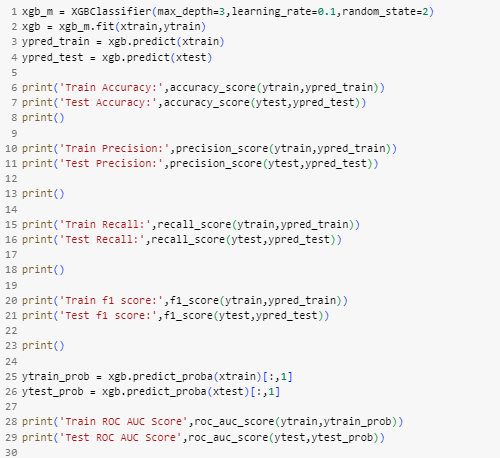 1 xgb_m = XGBClassifier(max_depth=3,learning_rate=0.1,random_state=2)
2 xgb = xgb_m.fit(xtrain,ytrain)
3 ypred_train = xgb.predict(xtrain)
4 ypred_test = xgb.predict(xtest)
5
6 print('Train Accuracy:',accuracy_score(ytrain,ypred_train))
7 print('Test Accuracy:',accuracy_score(ytest,ypred_test))
8 print()
9
10 print('Train Precision:',precision_score(ytrain,ypred_train))
11 print('Test Precision:',precision_score(ytest,ypred_test))
12
13 print()
14
15 print('Train Recall:',recall_score(ytrain,ypred_train))
16 print('Test Recall:',recall_score(ytest,ypred_test))
17
18 print()
19
20 print('Train f1 score:',f1_score(ytrain,ypred_train))
21 print('Test f1 score:',f1_score(ytest,ypred_test))
22
23 print()
24
25 ytrain_prob = xgb.predict_proba(xtrain)[:,1]
26 ytest_prob = xgb.predict_proba(xtest)[:,1]
27
28 print('Train ROC AUC Score',roc_auc_score(ytrain,ytrain_prob))
29 print('Test ROC AUC Score',roc_auc_score(ytest,ytest_prob))
30